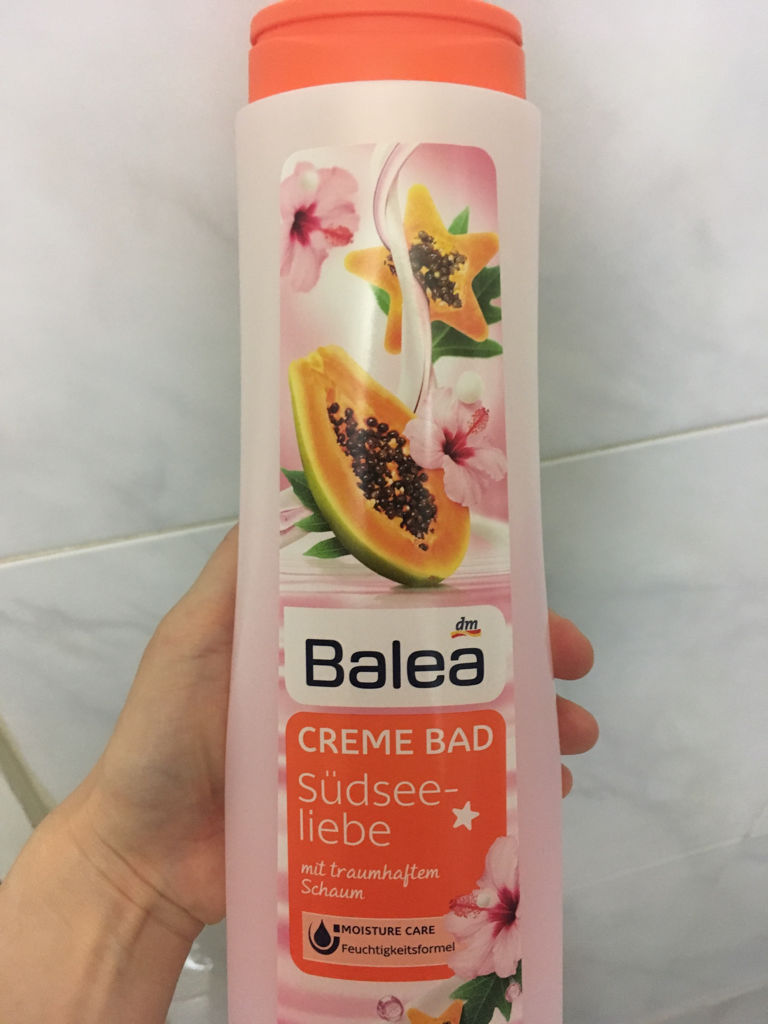 dm
Balea
CREME BAD
Südsee-
liebe
mit traumhaftem
Schaum
MOISTURE CARE
Feuchtigkeitsformel